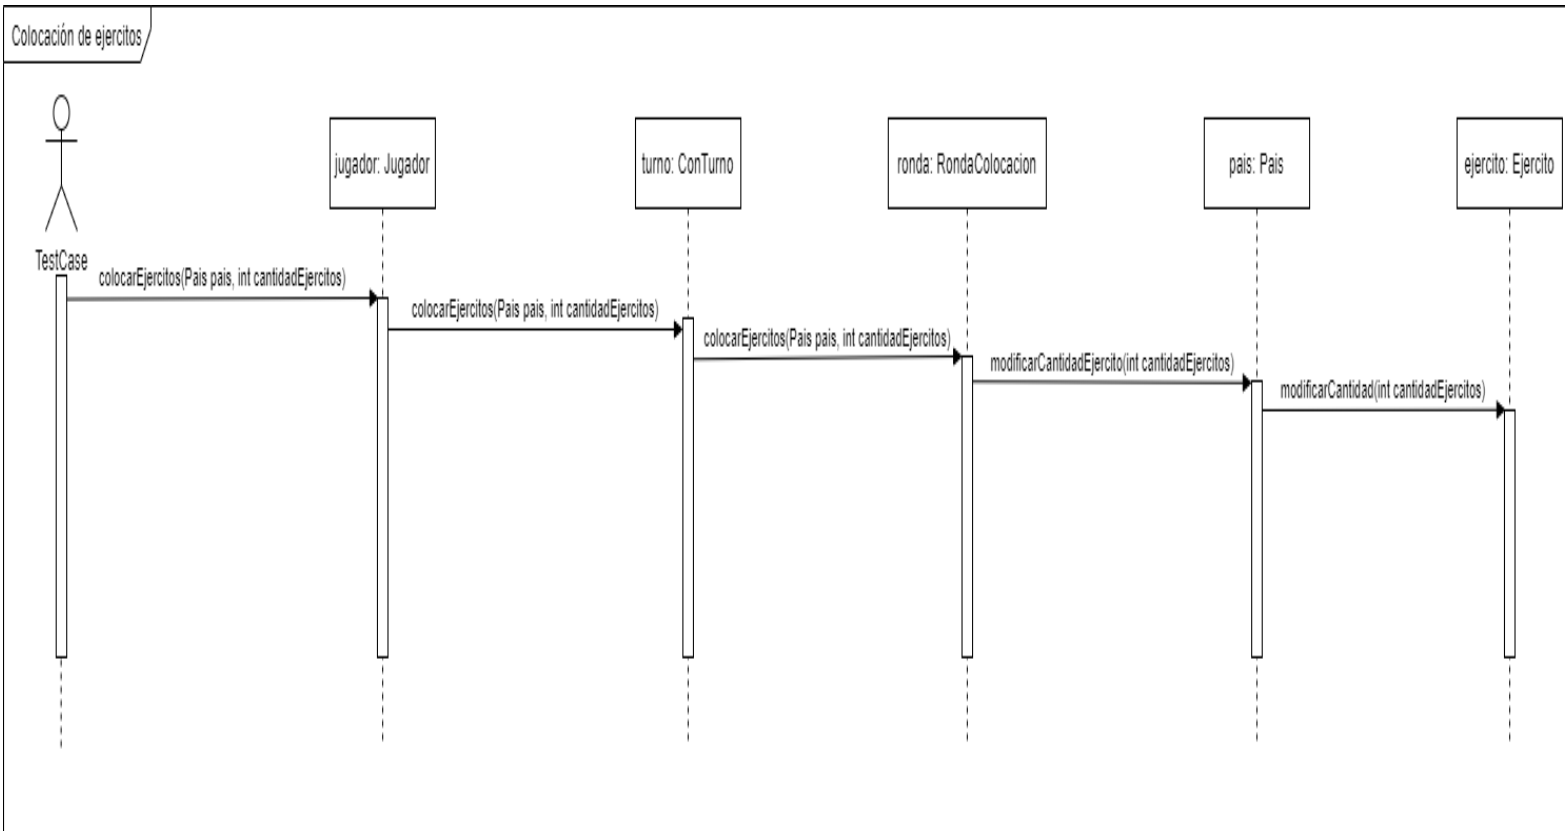 Colocación de ejercitos
jugador: Jugador
turno: ConTurno
ronda: RondaColocacion
pais: Pais
ejercito: Ejercito
TestCase
colocarEjercitos(Pais pais, int cantidadEjercitos)
colocarEjercitos(Pais pais, int cantidadEjercitos)
colocarEjercitos(Pais pais, int cantidadEjercitos)
modificarCantidadEjercito(int cantidadEjercitos)
modificarCantidad(int cantidadEjercitos)